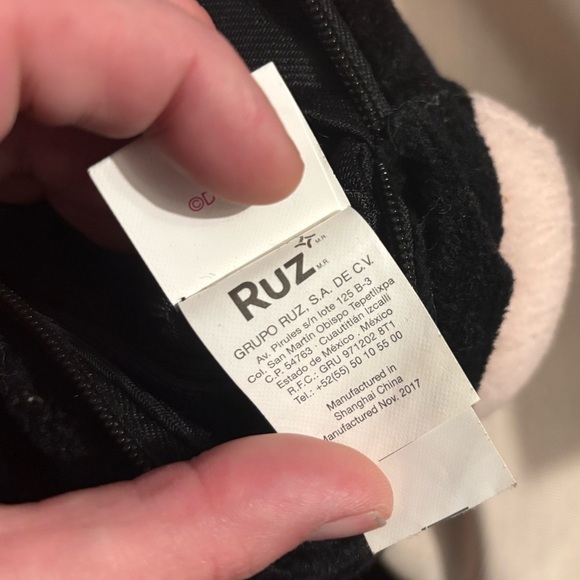 ©D
RUZ M.R.
M.R.
GRUPO RUZ, S.A. DE C.V.
Av. Pirules s/n lote 125 B-3
Col. San Martín Obispo Tepetlixpa
C.P. 54763 - Cuautitlán Izcalli
Estado de México - México
R.F.C.: GRU 971202 8T1
Tel.: +52(55) 50 10 55 00
Manufactured in
Shanghai China
Manufactured Nov. 2017